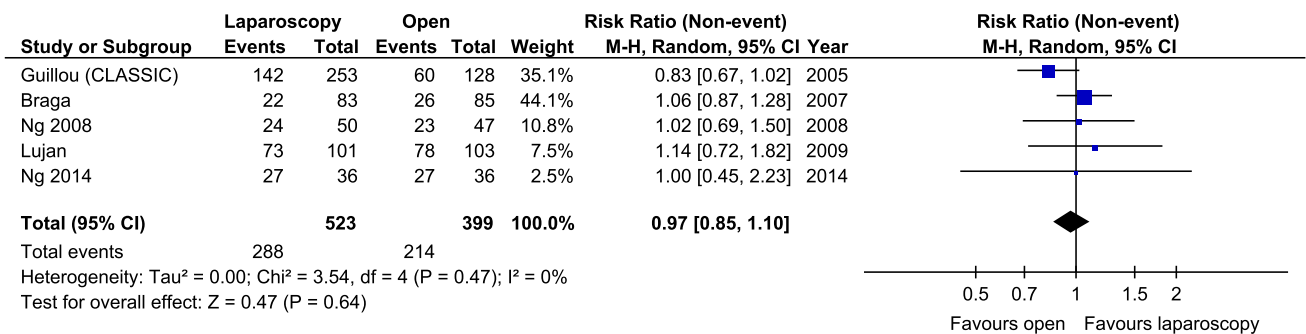 Laparoscopy Open Risk Ratio (Non-event) Risk Ratio (Non-event)
Study or Subgroup Events Total Events Total Weight M-H, Random, 95% CI Year M-H, Random, 95% CI
Guillou (CLASSIC) 142 253 60 128 35.1% 0.83 [0.67, 1.02] 2005
Braga 22 83 26 85 44.1% 1.06 [0.87, 1.28] 2007
Ng 2008 24 50 23 47 10.8% 1.02 [0.69, 1.50] 2008
Lujan 73 101 78 103 7.5% 1.14 [0.72, 1.82] 2009
Ng 2014 27 36 27 36 2.5% 1.00 [0.45, 2.23] 2014
Total (95% CI) 523 399 100.0% 0.97 [0.85, 1.10]
Total events 288 214
Heterogeneity: Tau² = 0.00; Chi² = 3.54, df = 4 (P = 0.47); I² = 0%
Test for overall effect: Z = 0.47 (P = 0.64)
0.5 0.7 1 1.5 2
Favours open Favours laparoscopy